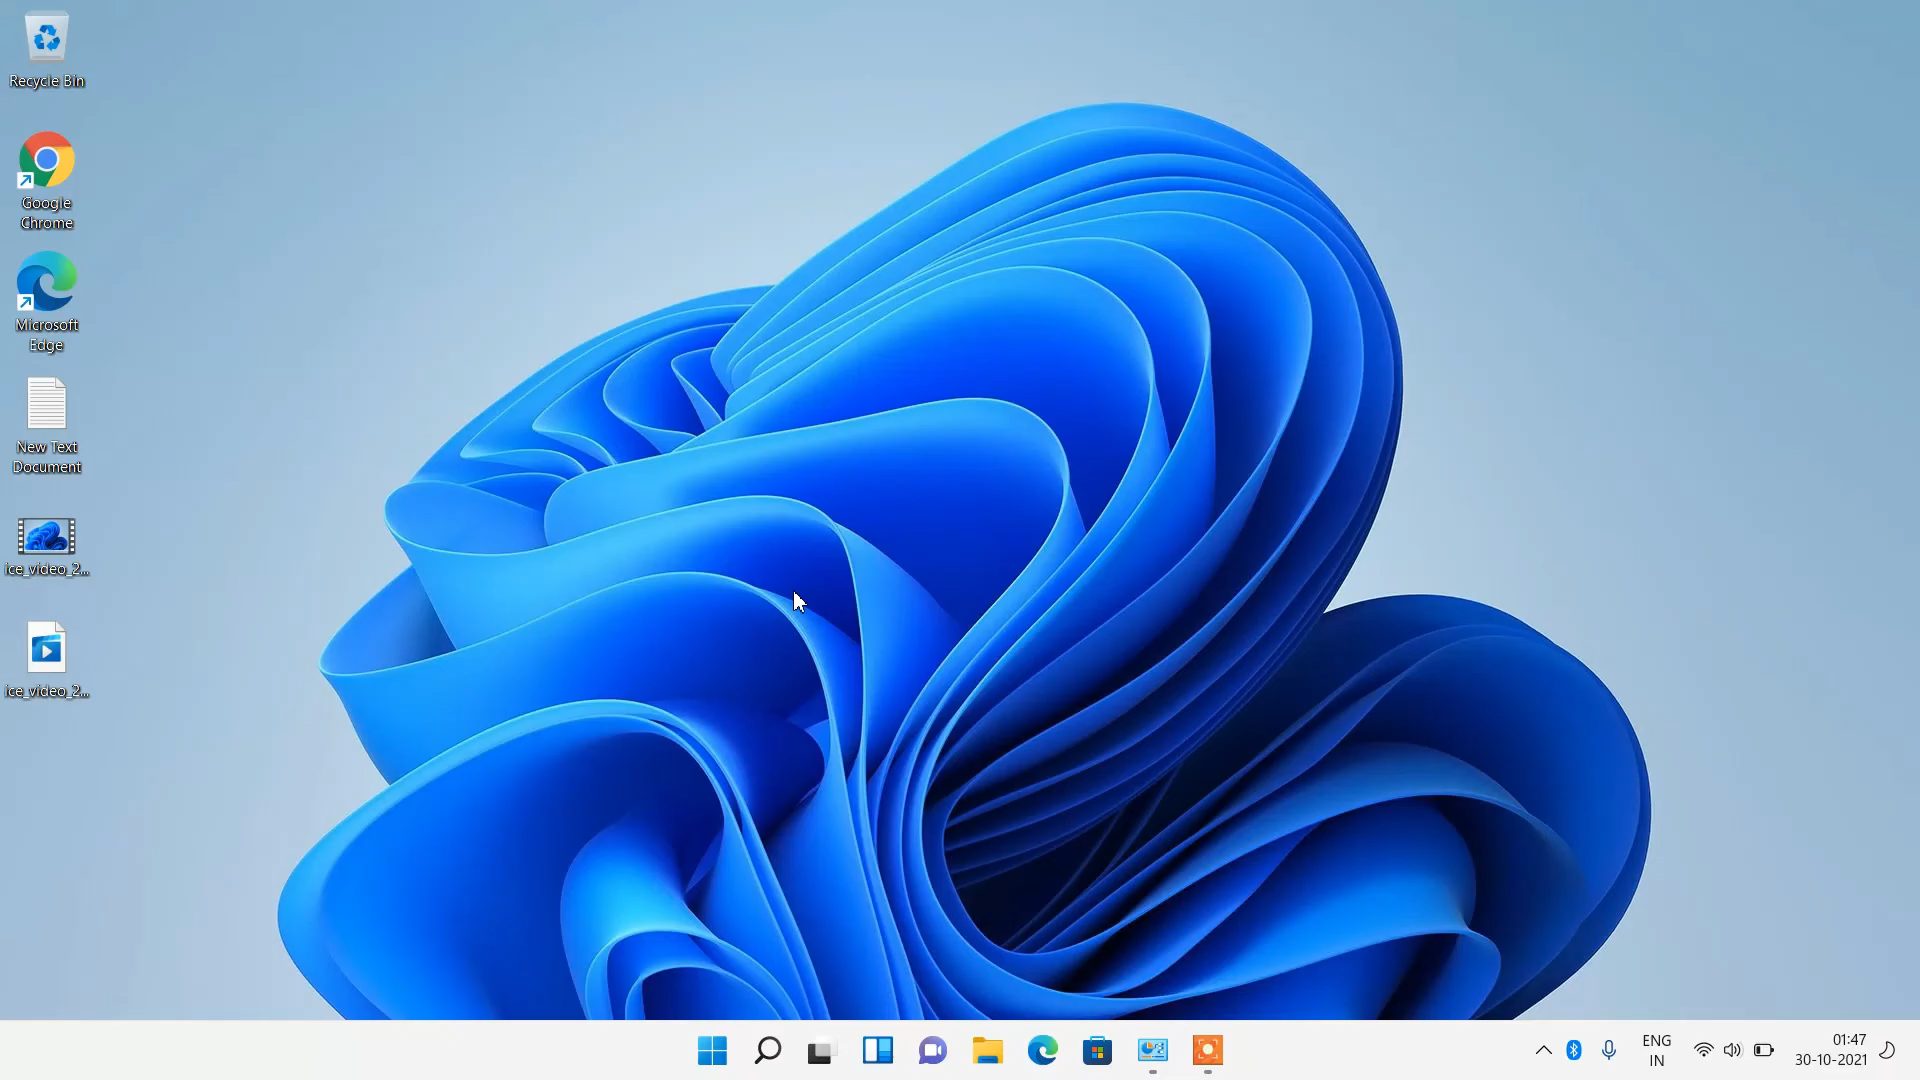 Recycle Bin
Google
Chrome
Microsoft
Edge
New Text
Document
ice_video_2...
ice_video_2...
ENG
IN
01:47
30-10-2021